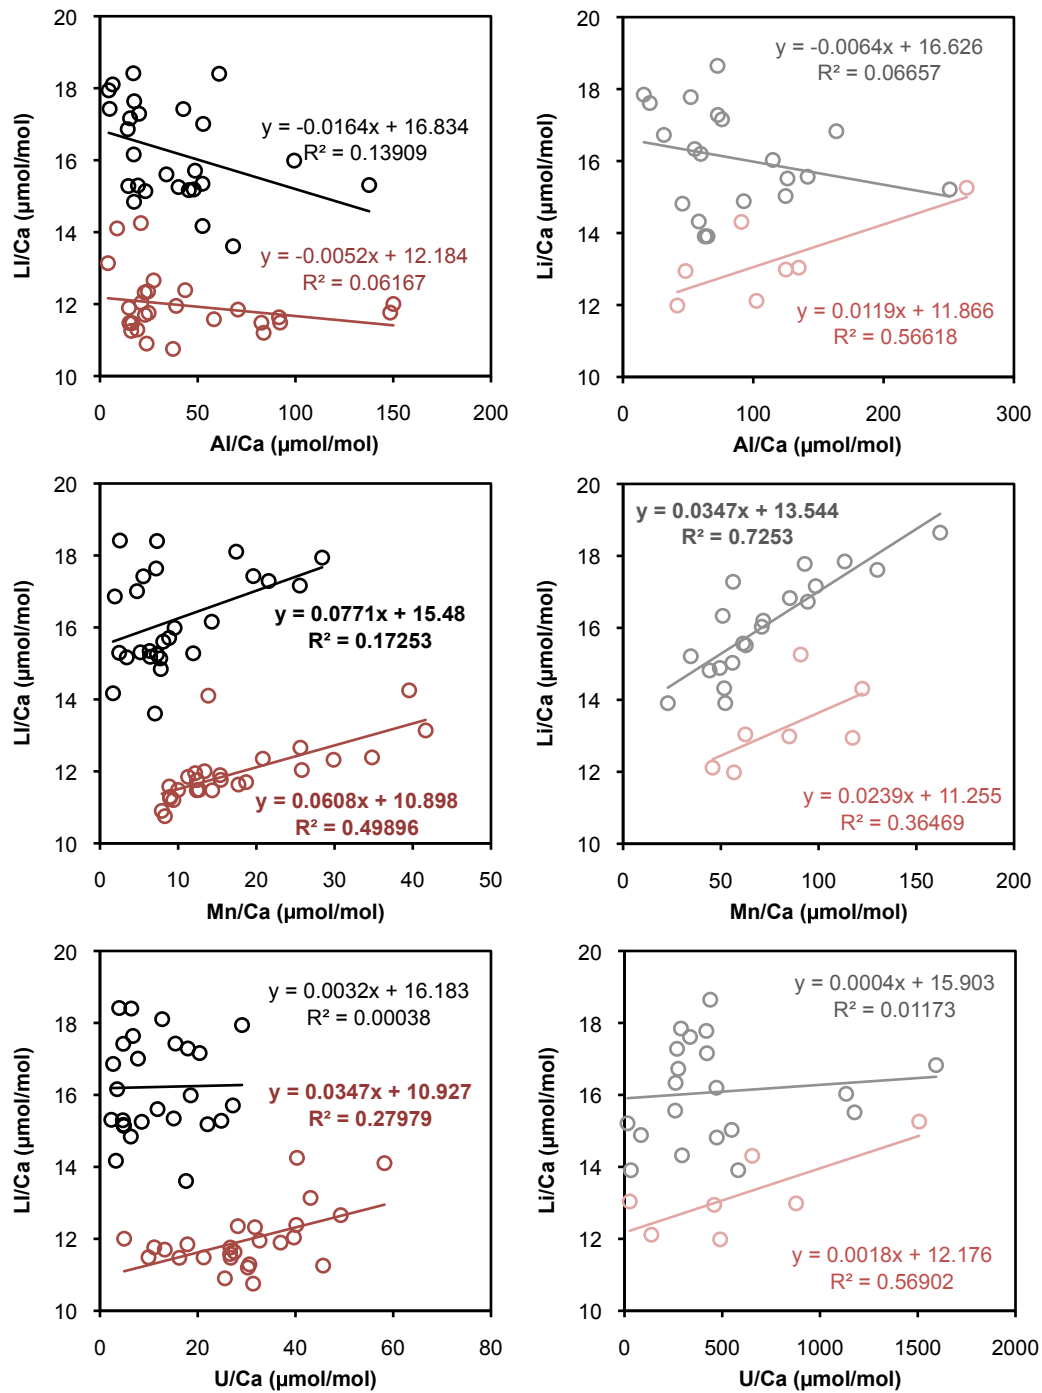 20
18
16
14
12
10
LI/Ca (µmol/mol)
y = -0.0164x + 16.834
R² = 0.13909
y = -0.0052x + 12.184
R² = 0.06167
0 50 100 150 200
Al/Ca (µmol/mol)
20
18
16
14
12
10
Li/Ca (µmol/mol)
y = -0.0064x + 16.626
R² = 0.06657
y = 0.0119x + 11.866
R² = 0.56618
0 100 200 300
Al/Ca (µmol/mol)
20
18
16
14
12
10
LI/Ca (µmol/mol)
y = 0.0771x + 15.48
R² = 0.17253
y = 0.0608x + 10.898
R² = 0.49896
0 10 20 30 40 50
Mn/Ca (µmol/mol)
20
18
16
14
12
10
Li/Ca (µmol/mol)
y = 0.0347x + 13.544
R² = 0.7253
y = 0.0239x + 11.255
R² = 0.36469
0 50 100 150 200
Mn/Ca (µmol/mol)
20
18
16
14
12
10
LI/Ca (µmol/mol)
y = 0.0032x + 16.183
R² = 0.00038
y = 0.0347x + 10.927
R² = 0.27979
0 20 40 60 80
U/Ca (µmol/mol)
20
18
16
14
12
10
Li/Ca (µmol/mol)
y = 0.0004x + 15.903
R² = 0.01173
y = 0.0018x + 12.176
R² = 0.56902
0 500 1000 1500 2000
U/Ca (µmol/mol)